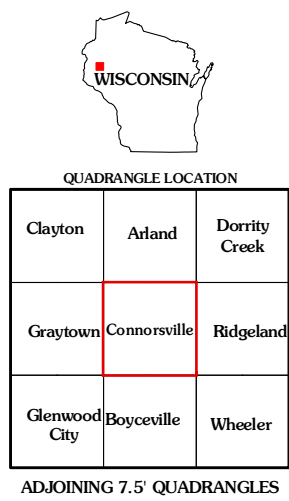 WISCONSIN
QUADRANGLE LOCATION
Clayton
Arland
Dorrity
Creek
Graytown
Connorsville
Ridgeland
Glenwood
City
Boyceville
Wheeler
ADJOINING 7.5' QUADRANGLES